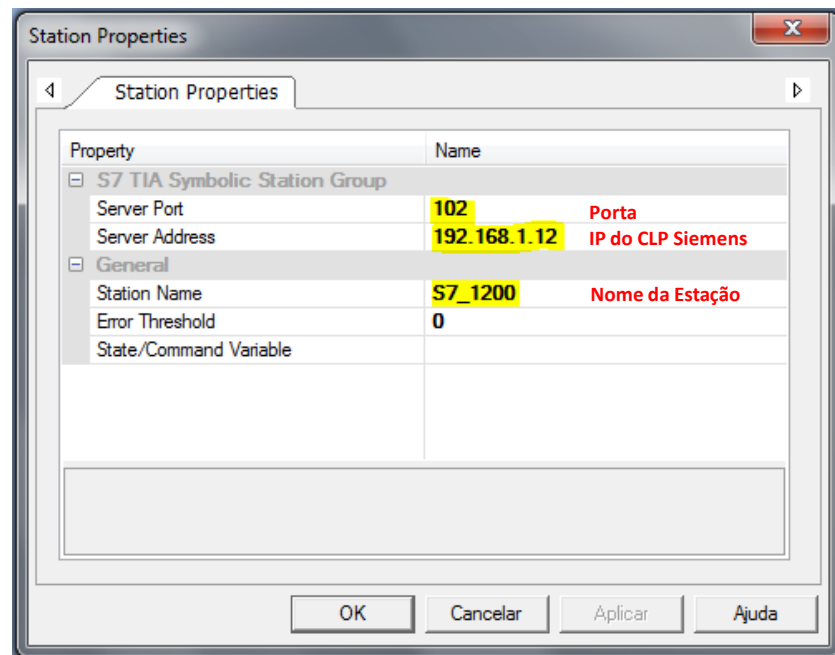 Station Properties
Station Properties
Property Name
S7 TIA Symbolic Station Group
Server Port 102 Porta
Server Address 192.168.1.12 IP do CLP Siemens
General
Station Name S7_1200 Nome da Estação
Error Threshold 0
State/Command Variable
OK Cancelar Aplicar Ajuda